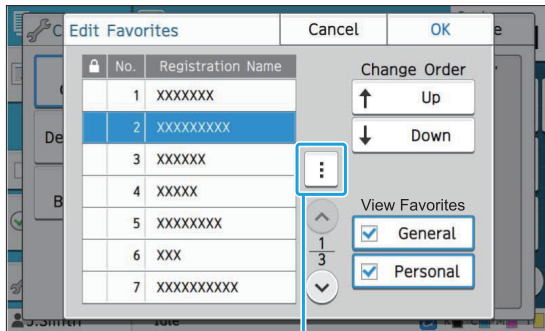 Edit Favorites
Cancel
OK
No.
Registration Name
1 XXXXXXX
2 XXXXXXXXX
3 XXXXXX
4 XXXXX
5 XXXXXXXX
6 XXX
7 XXXXXXXXXX
1
3
Change Order
Up
Down
View Favorites
General
Personal
De
B
J.Smith
Idle